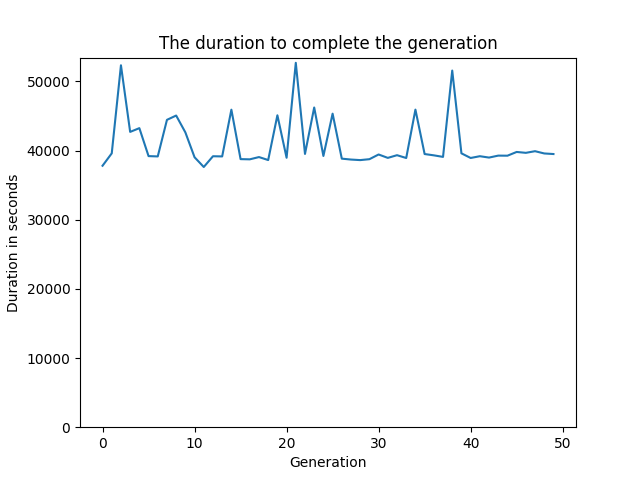 The duration to complete the generation
50000
40000
30000
20000
10000
0
Duration in seconds
0 10 20 30 40 50
Generation